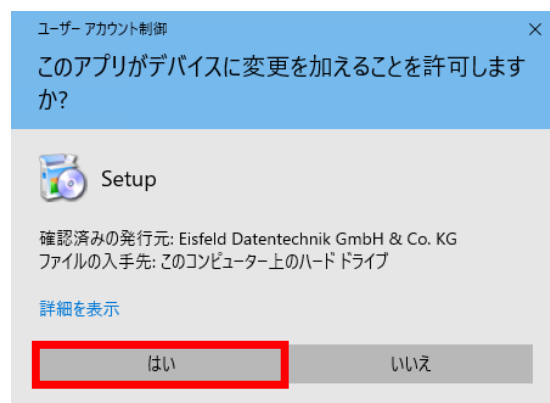 ユーザー アカウント制御
このアプリがデバイスに変更を加えることを許可します
か?
Setup
確認済みの発行元: Eisfeld Datentechnik GmbH & Co. KG
ファイルの入手先: このコンピューター上のハード ドライブ
詳細を表示
はい
いいえ